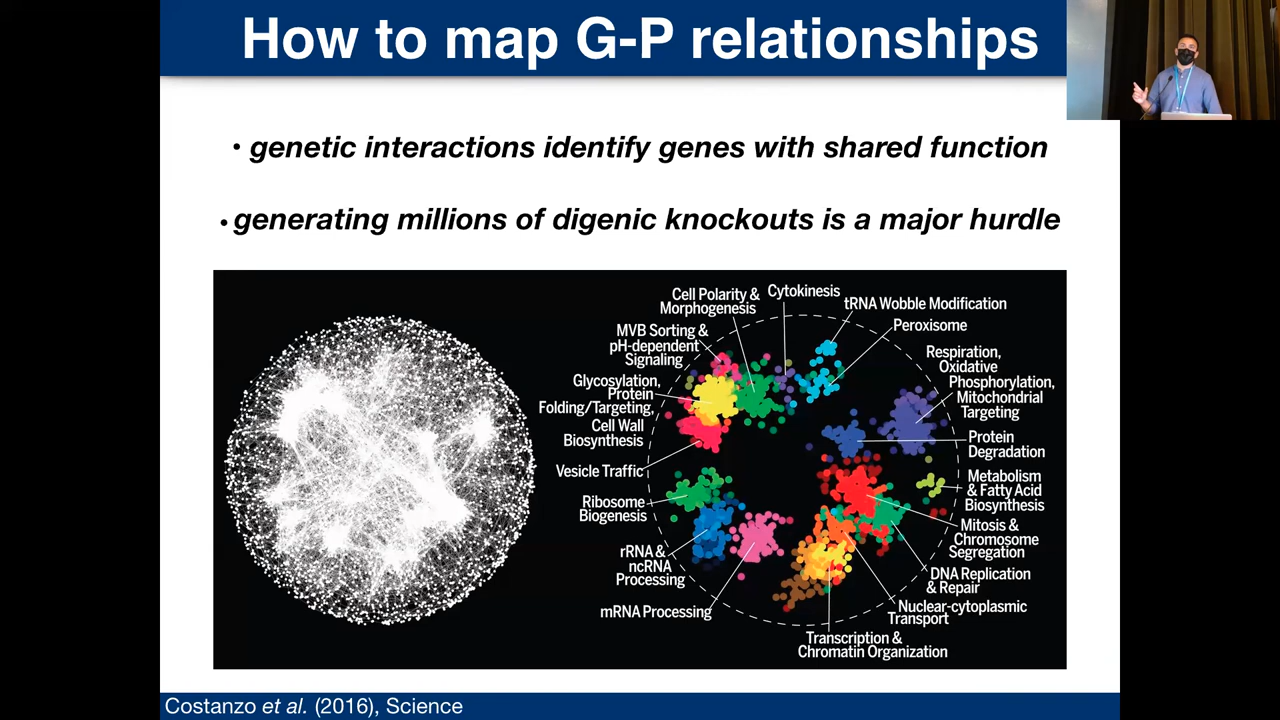 How to map G-P relationships
• genetic interactions identify genes with shared function
• generating millions of digenic knockouts is a major hurdle
Cell Polarity &
Morphogenesis
Cytokinesis
tRNA Wobble Modification
Peroxisome
MVB Sorting &
pH-dependent
Signaling
Respiration,
Oxidative
Phosphorylation,
Mitochondrial
Targeting
Glycosylation,
Protein
Folding/Targeting,
Cell Wall
Biosynthesis
Protein
Degradation
Vesicle Traffic
Metabolism
& Fatty Acid
Biosynthesis
Ribosome
Biogenesis
Mitosis &
Chromosome
Segregation
rRNA &
ncRNA
Processing
DNA Replication
& Repair
mRNA Processing
Nuclear-cytoplasmic
Transport
Transcription &
Chromatin Organization
Costanzo et al. (2016), Science